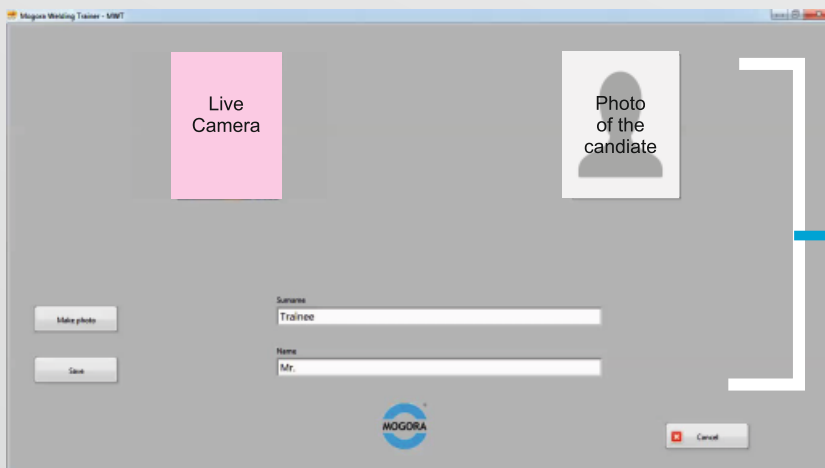 Mogora Welding Trainer - MWT
Live
Camera
Photo
of the
candiate
Surname
Trainee
Make photo
Name
Mr.
Save
MOGORA
Cancel